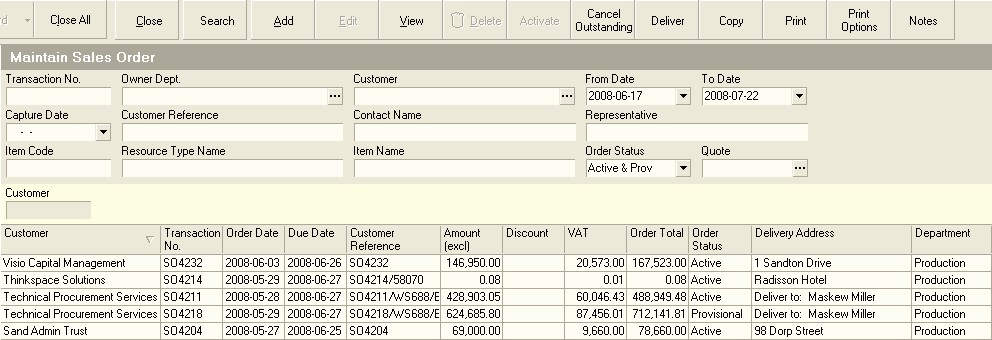 rd Close All Close Search Add Edit View Delete Activate Cancel Outstanding Deliver Copy Print Print Options Notes
Maintain Sales Order
Transaction No. Owner Dept. Customer From Date To Date
... ... 2008-06-17 2008-07-22
Capture Date Customer Reference Contact Name Representative
- -
Item Code Resource Type Name Item Name Order Status Quote
Active & Prov ...
Customer
Customer Transaction No. Order Date Due Date Customer Reference Amount (excl) Discount VAT Order Total Order Status Delivery Address Department
Visio Capital Management SO4232 2008-06-03 2008-06-26 SO4232 146,950.00 20,573.00 167,523.00 Active 1 Sandton Drive Production
Thinkspace Solutions SO4214 2008-05-29 2008-06-27 SO4214/58070 0.08 0.01 0.08 Active Radisson Hotel Production
Technical Procurement Services SO4211 2008-05-28 2008-06-27 SO4211/WS688/E 428,903.05 60,046.43 488,949.48 Active Deliver to: Maskew Miller Production
Technical Procurement Services SO4218 2008-05-29 2008-06-27 SO4218/WS688/E 624,685.80 87,456.01 712,141.81 Provisional Deliver to: Maskew Miller Production
Sand Admin Trust SO4204 2008-05-27 2008-06-25 SO4204 69,000.00 9,660.00 78,660.00 Active 98 Dorp Street Production